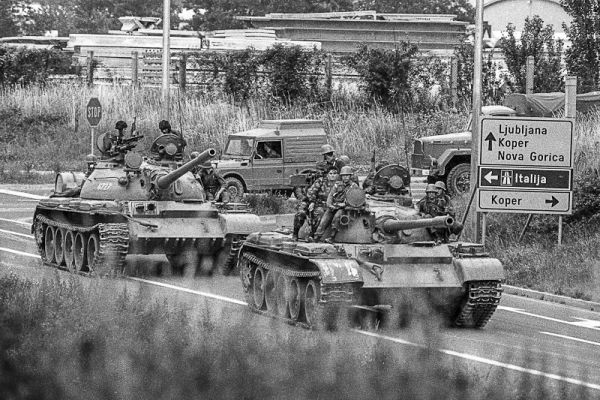 STOP
Ljubljana
Koper
Nova Gorica
Italija
Koper